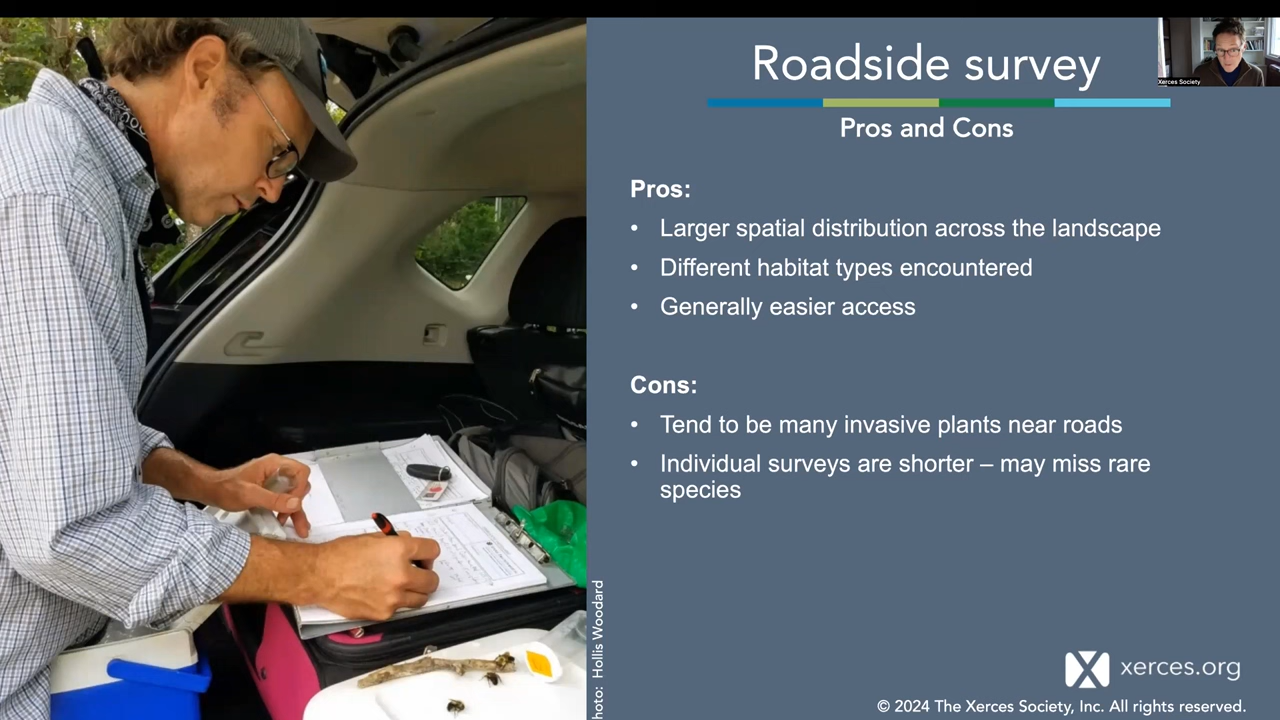 Roadside survey
Xerces Society
Pros and Cons
Pros:
• Larger spatial distribution across the landscape
• Different habitat types encountered
• Generally easier access
Cons:
• Tend to be many invasive plants near roads
• Individual surveys are shorter – may miss rare
species
hoto: Hollis Woodard
xerces.org
© 2024 The Xerces Society, Inc. All rights reserved.